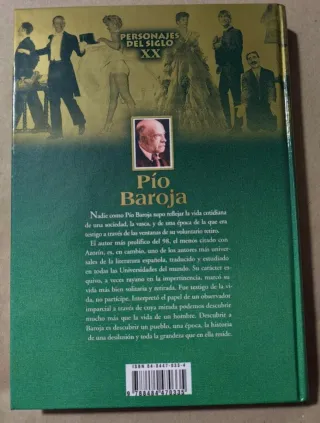 PERSONAJES
DEL SIGLO
XX
Pío
Baroja
Nadie como Pío Baroja supo reflejar la vida cotidiana
de una sociedad, la vasca, y de una época de la que era
testigo a través de las ventanas de su voluntario retiro.
El autor más prolífico del 98, el menos citado con
Azorín, es, en cambio, uno de los autores más univer-
sales de la literatura española, traducido y estudiado
en todas las Universidades del mundo. Su carácter es-
quivo, a veces rayano en la impertinencia, marcó su
vida más bien solitaria y retirada. Fue testigo de la vi-
da, no partícipe. Interpretó el papel de un observador
imparcial a través de cuya mirada podemos descubrir
mucho más que la vida de un hombre. Descubrir a
Baroja es descubrir un pueblo, una época, la historia
de una desilusión y toda la grandeza que en ella reside.